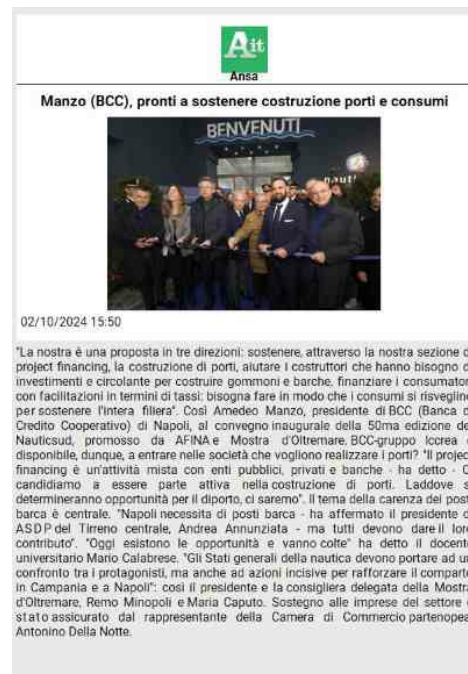 Ait
Ansa
Manzo (BCC), pronti a sostenere costruzione porti e consumi
BENVENUTI
nauti
02/10/2024 15:50
"La nostra è una proposta in tre direzioni: sostenere, attraverso la nostra sezione d
project financing, la costruzione di porti, aiutare i costruttori che hanno bisogno d
investimenti e circolante per costruire gommoni e barche, finanziare i consumator
con facilitazioni in termini di tassi: bisogna fare in modo che i consumi si risveglino
per sostenere l'intera filiera". Così Amedeo Manzo, presidente di BCC (Banca d
Credito Cooperativo) di Napoli, al convegno inaugurale della 50ma edizione de
Nauticsud, promosso da AFINA e Mostra d'Oltremare. BCC-gruppo Iccrea è
disponibile, dunque, a entrare nelle società che vogliono realizzare i porti? "Il projec
financing è un'attività mista con enti pubblici, privati e banche - ha detto - C
candidiamo a essere parte attiva nella costruzione di porti. Laddove s
determineranno opportunità per il diporto, ci saremo". Il tema della carenza dei post
barca è centrale. "Napoli necessita di posti barca - ha affermato il presidente d
ASDP del Tirreno centrale, Andrea Annunziata - ma tutti devono dare il loro
contributo". "Oggi esistono le opportunità e vanno colte" ha detto il docente
universitario Mario Calabrese. "Gli Stati generali della nautica devono portare ad un
confronto tra i protagonisti, ma anche ad azioni incisive per rafforzare il comparto
in Campania e a Napoli": così il presidente e la consigliera delegata della Mostra
d'Oltremare, Remo Minopoli e Maria Caputo. Sostegno alle imprese del settore è
stato assicurato dal rappresentante della Camera di Commercio partenopea
Antonino Della Notte.